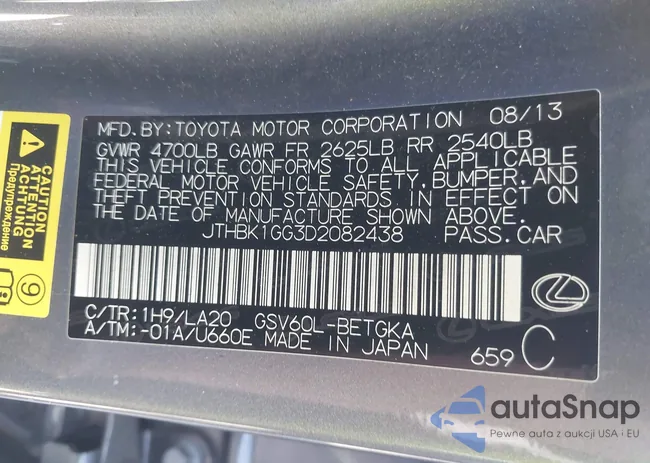 MFD.BY:TOYOTA MOTOR CORPORATION 08/13
GVWR 4700LB GAWR FR 2625LB RR 2540LB
THIS VEHICLE CONFORMS TO ALL APPLICABLE
FEDERAL MOTOR VEHICLE SAFETY,BUMPER,AND
THEFT PREVENTION STANDARDS IN EFFECT ON
THE DATE OF MANUFACTURE SHOWN ABOVE.
JTHBK1GG3D2082438 PASS.CAR
C/TR:1H9/LA20 GSV60L-BETGKA
A/TM:-01A/U660E MADE IN JAPAN
659 C
CAUTION
ATTENTION
ACHTUNG
Предупреждение
9
autaSnap
Pewne auta z aukcji USA i EU